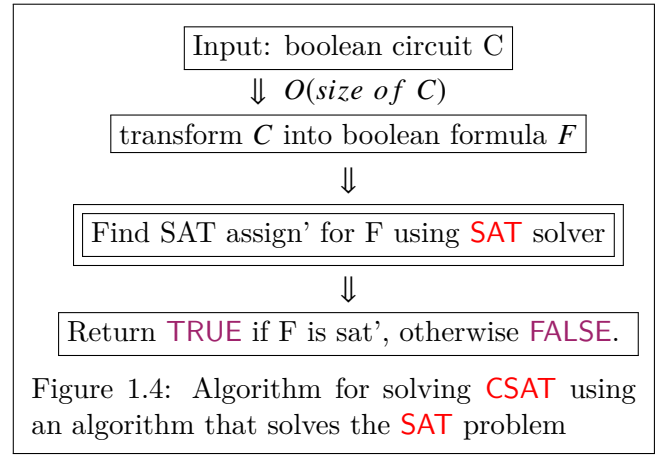 Input: boolean circuit C
⇓ O(size of C)
transform C into boolean formula F
⇓
Find SAT assign' for F using SAT solver
⇓
Return TRUE if F is sat', otherwise FALSE.
Figure 1.4: Algorithm for solving CSAT using
an algorithm that solves the SAT problem